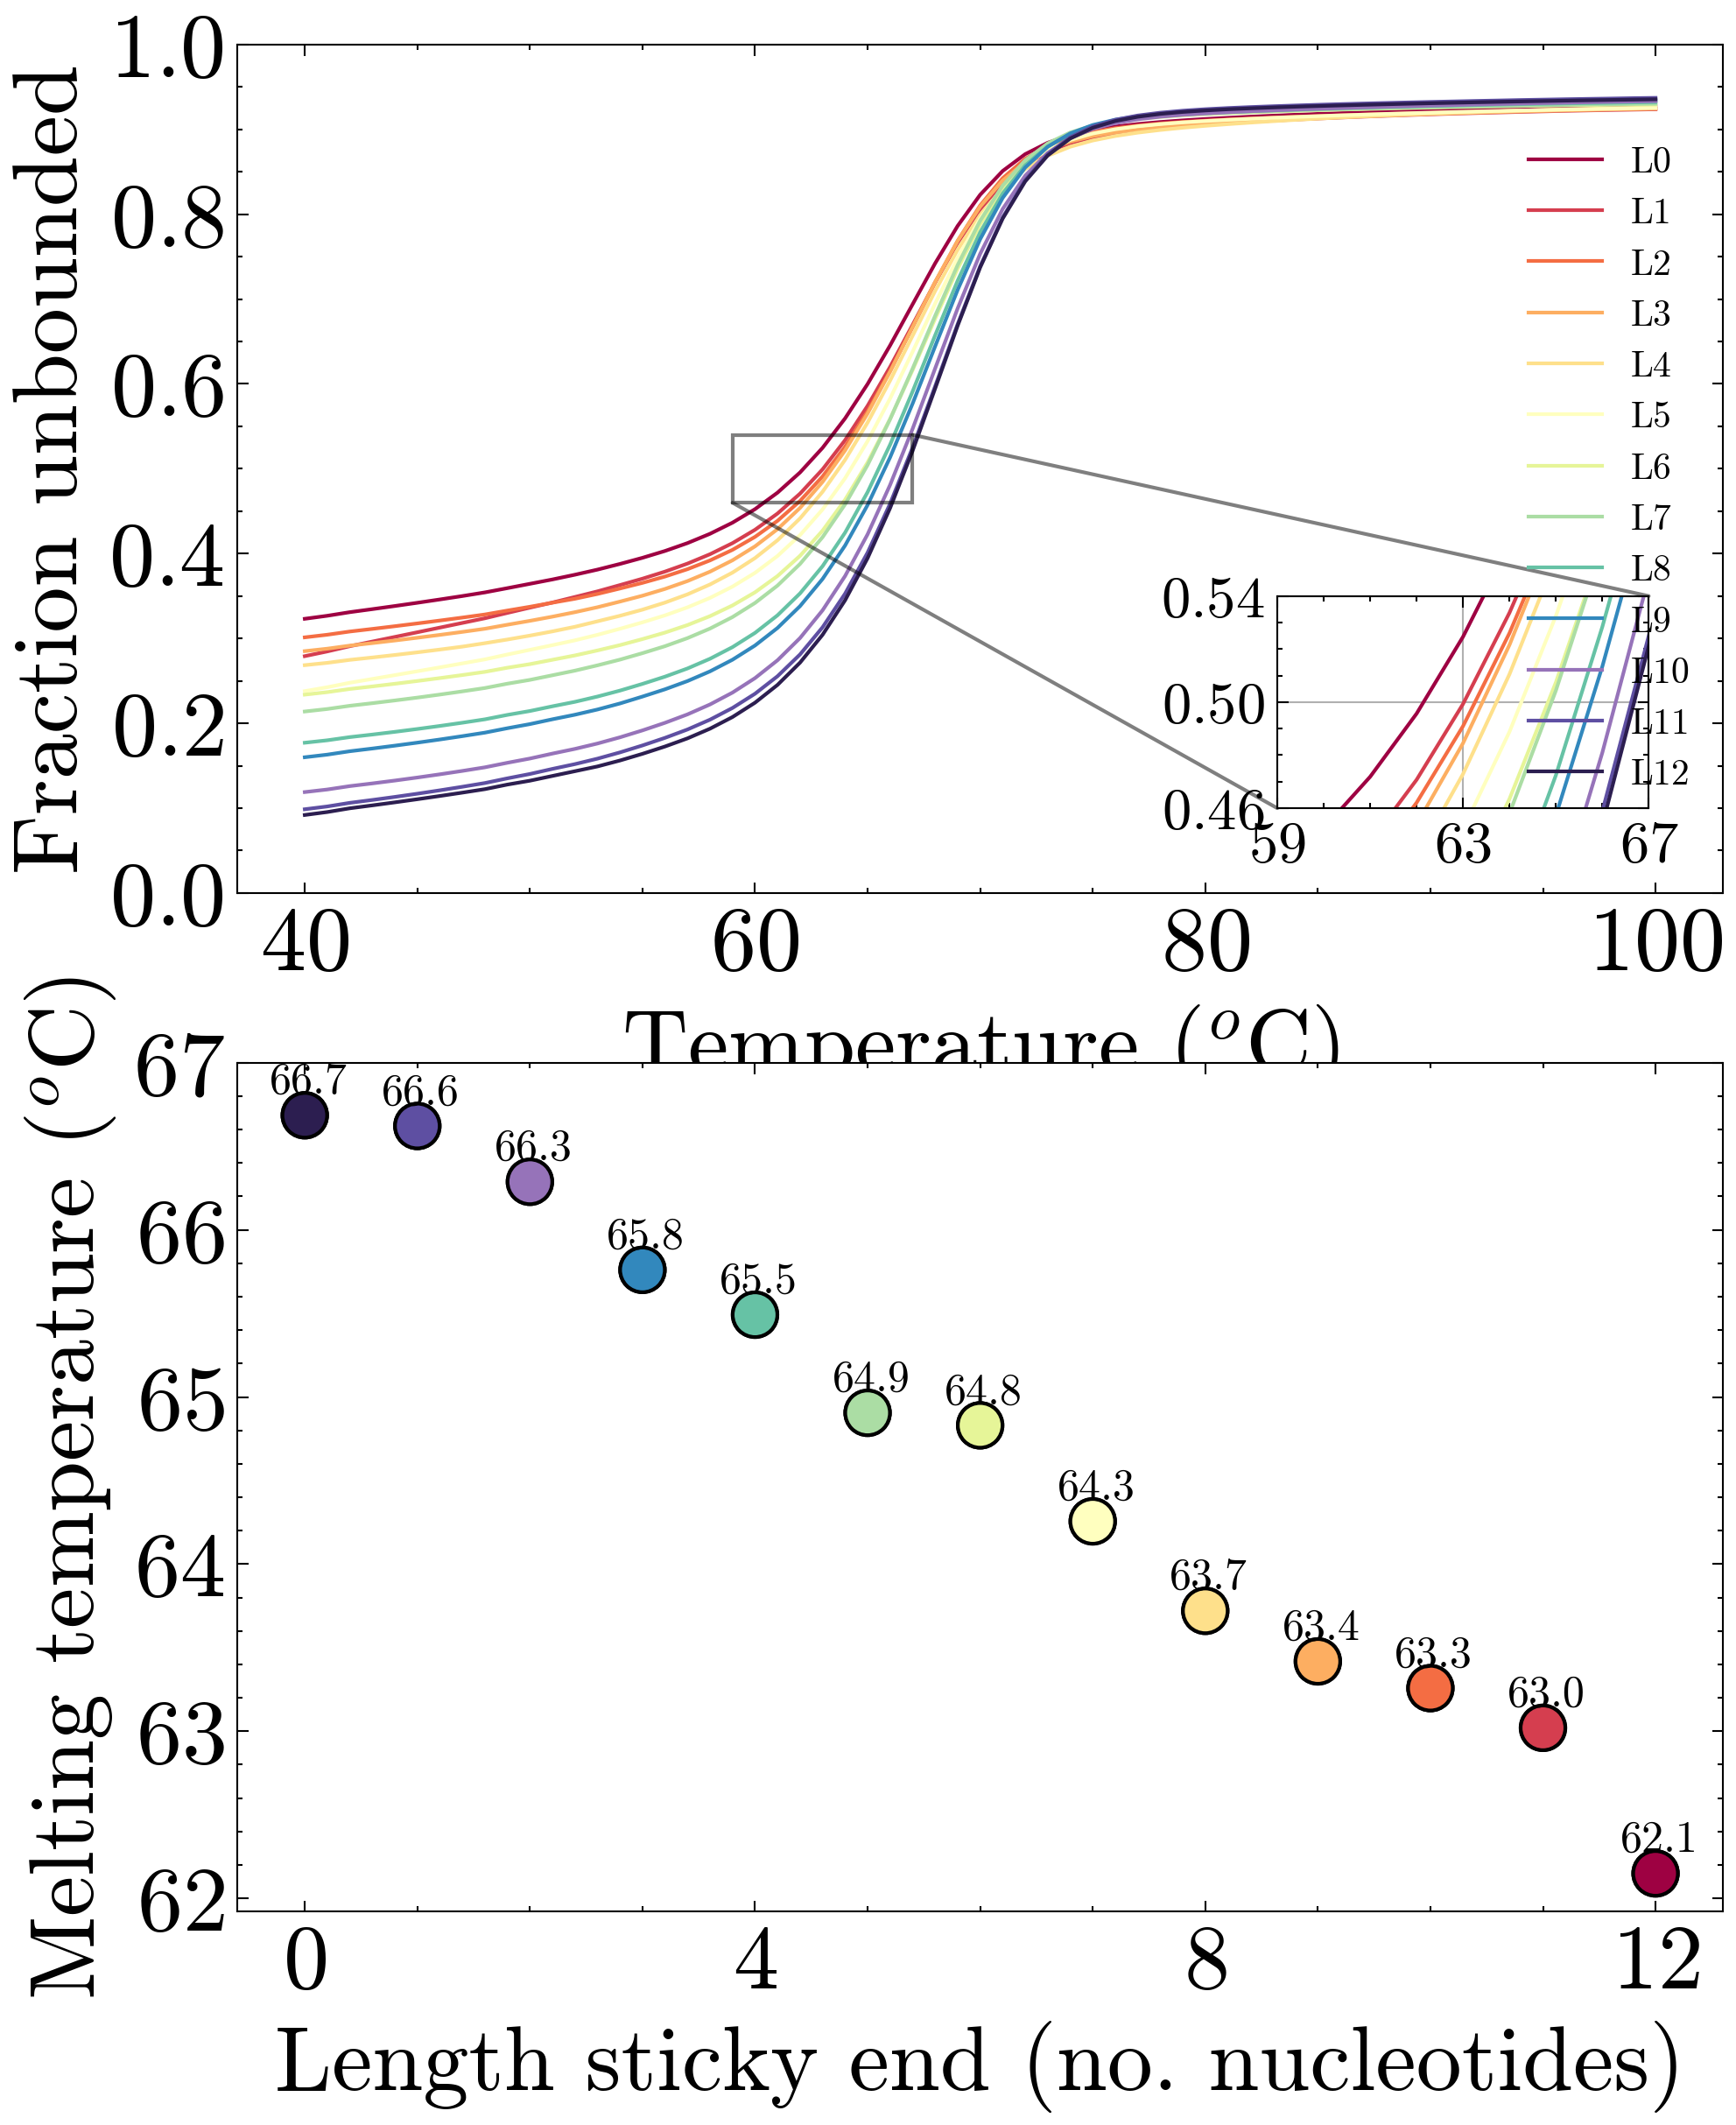 Fraction unbounded
1.0
0.8
0.6
0.4
0.2
0.0
L0
L1
L2
L3
L4
L5
L6
L7
L8
L9
L10
L11
L12
0.54
0.50
0.46
59 63 67
40 60 80 100
Temperature (°C)
Melting temperature (°C)
67
66
65
64
63
62
66.7
66.6
66.3
65.8
65.5
64.9
64.8
64.3
63.7
63.4
63.3
63.0
62.1
0 4 8 12
Length sticky end (no. nucleotides)